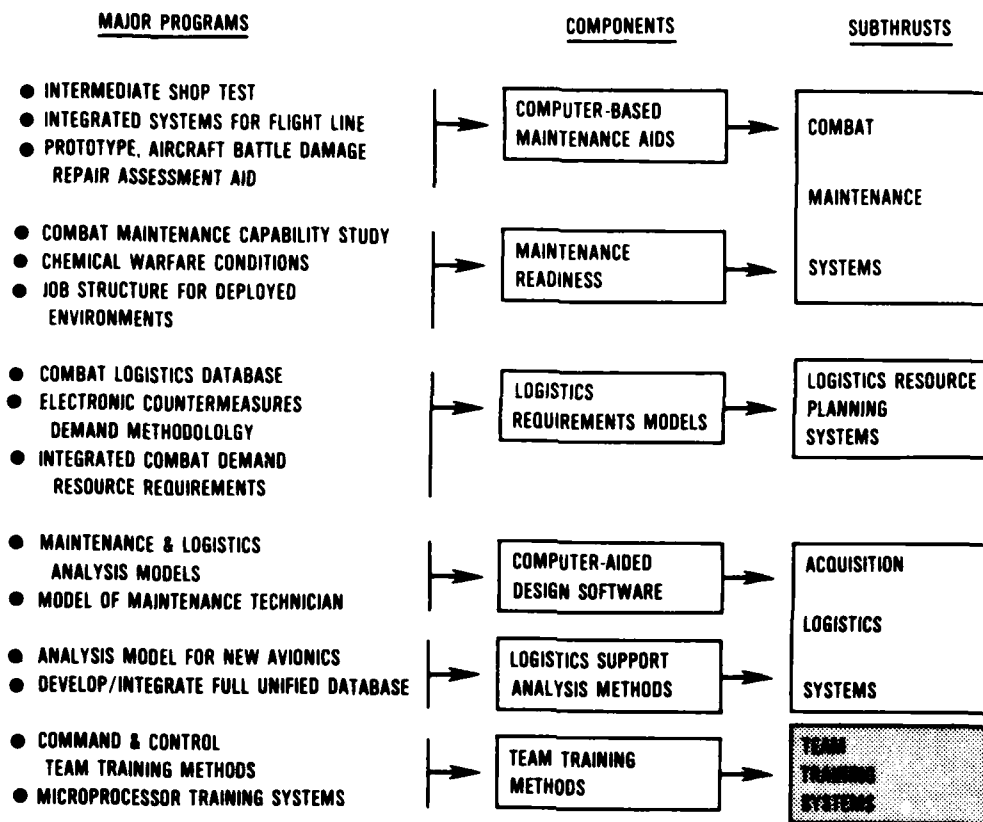 MAJOR PROGRAMS
COMPONENTS
SUBTHRUSTS
● INTERMEDIATE SHOP TEST
● INTEGRATED SYSTEMS FOR FLIGHT LINE
● PROTOTYPE, AIRCRAFT BATTLE DAMAGE
REPAIR ASSESSMENT AID
COMPUTER-BASED
MAINTENANCE AIDS
COMBAT
MAINTENANCE
SYSTEMS
● COMBAT MAINTENANCE CAPABILITY STUDY
● CHEMICAL WARFARE CONDITIONS
● JOB STRUCTURE FOR DEPLOYED
ENVIRONMENTS
MAINTENANCE
READINESS
● COMBAT LOGISTICS DATABASE
● ELECTRONIC COUNTERMEASURES
DEMAND METHODOLOLGY
● INTEGRATED COMBAT DEMAND
RESOURCE REQUIREMENTS
LOGISTICS
REQUIREMENTS MODELS
LOGISTICS RESOURCE
PLANNING
SYSTEMS
● MAINTENANCE & LOGISTICS
ANALYSIS MODELS
● MODEL OF MAINTENANCE TECHNICIAN
COMPUTER-AIDED
DESIGN SOFTWARE
ACQUISITION
LOGISTICS
SYSTEMS
● ANALYSIS MODEL FOR NEW AVIONICS
● DEVELOP/INTEGRATE FULL UNIFIED DATABASE
LOGISTICS SUPPORT
ANALYSIS METHODS
● COMMAND & CONTROL
TEAM TRAINING METHODS
● MICROPROCESSOR TRAINING SYSTEMS
TEAM TRAINING
METHODS
TEAM
TRAINING
SYSTEMS